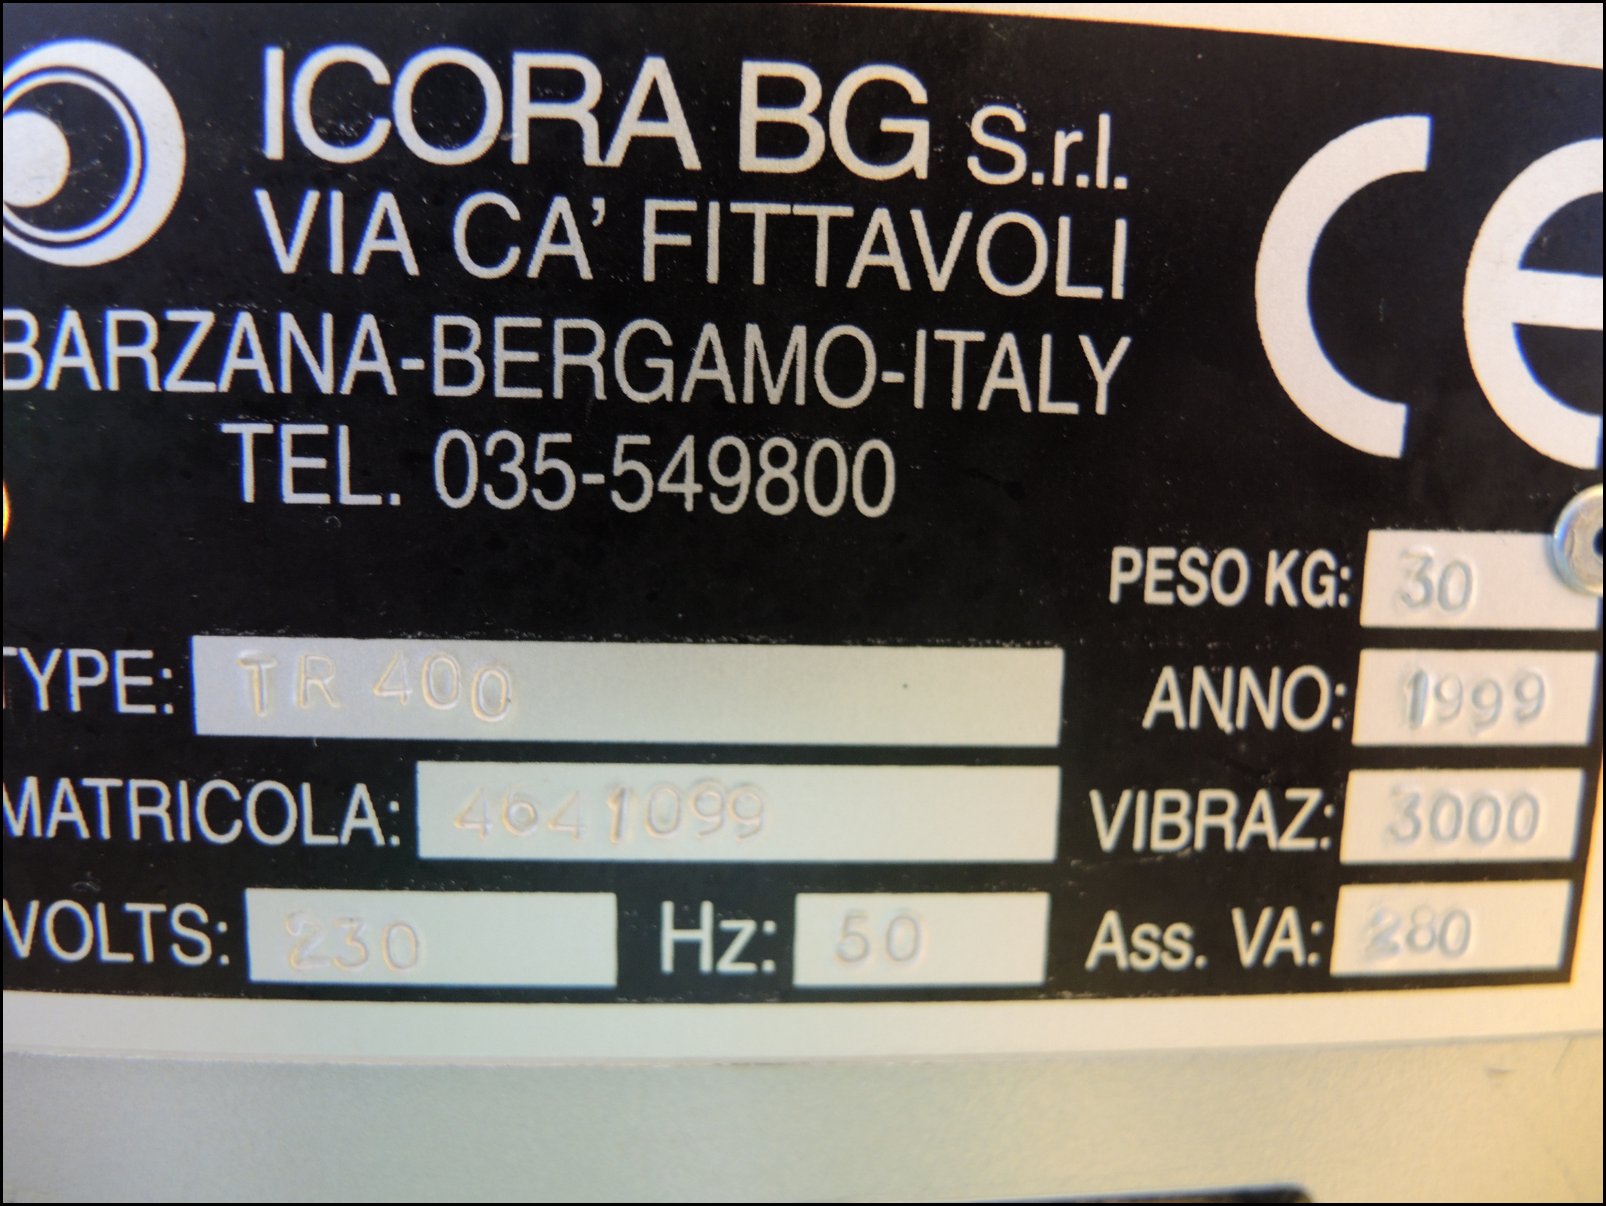 ICORA BG S.r.l.
VIA CA' FITTAVOLI
BARZANA-BERGAMO-ITALY
TEL. 035-549800
CE
PESO KG: 30
TYPE: TR 400
ANNO: 1999
MATRICOLA: 4641099
VIBRAZ: 3000
VOLTS: 230 Hz: 50
Ass. VA: 280